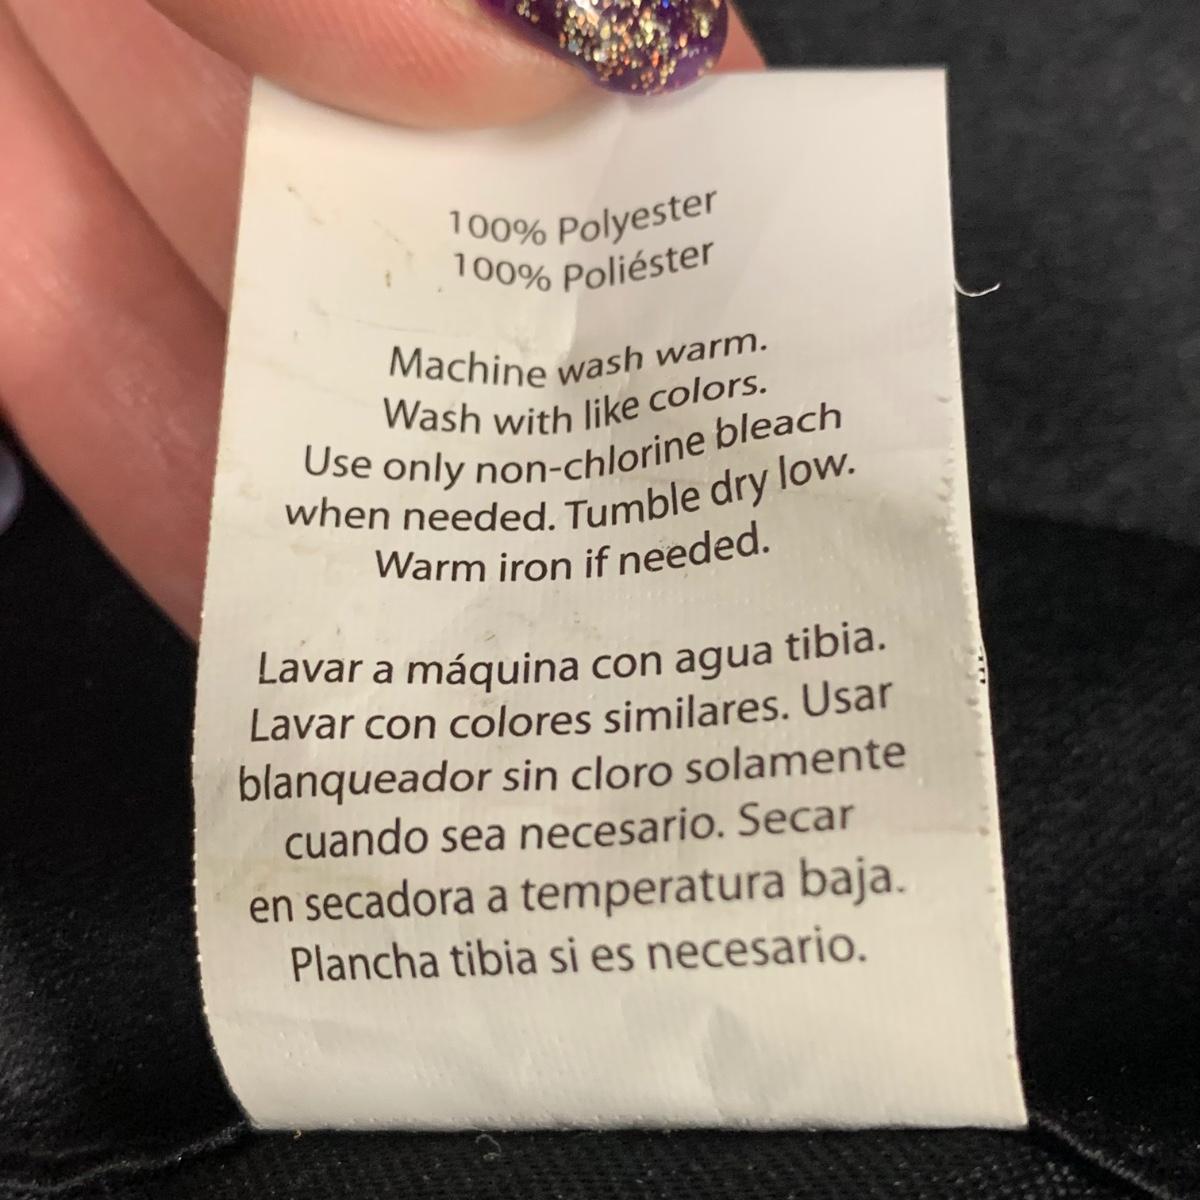 100% Polyester
100% Poliéster
Machine wash warm.
Wash with like colors.
Use only non-chlorine bleach
when needed. Tumble dry low.
Warm iron if needed.
Lavar a máquina con agua tibia.
Lavar con colores similares. Usar
blanqueador sin cloro solamente
cuando sea necesario. Secar
en secadora a temperatura baja.
Plancha tibia si es necesario.